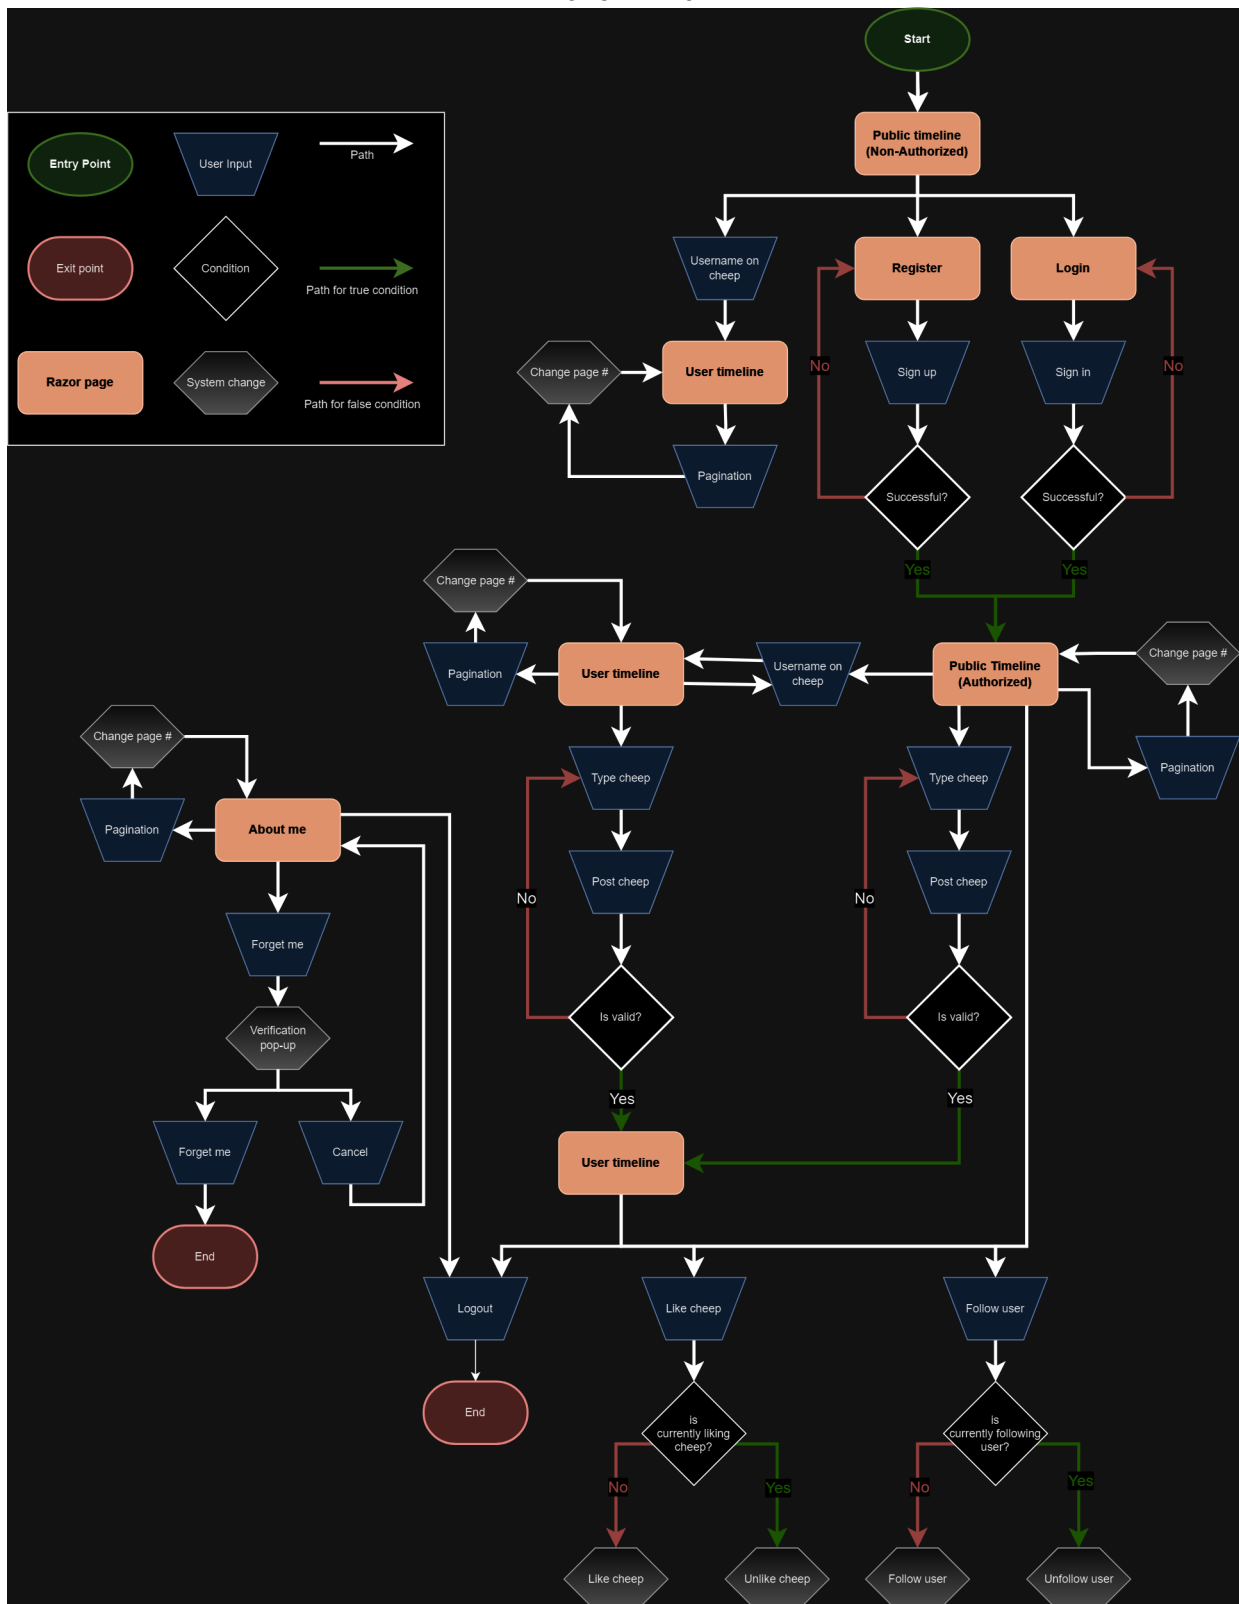 Start
Public timeline
(Non-Authorized)
Entry Point
User Input
Path
Exit point
Condition
Path for true condition
Razor page
System change
Path for false condition
Username on
cheep
Register
Login
Change page #
User timeline
No
Sign up
Sign in
No
Pagination
Successful?
Successful?
Yes
Yes
Change page #
Pagination
User timeline
Username on
cheep
Public Timeline
(Authorized)
Change page #
Pagination
Change page #
Pagination
About me
Type cheep
Type cheep
Post cheep
Post cheep
No
No
Forget me
Is valid?
Is valid?
Verification
pop-up
Yes
Yes
Forget me
Cancel
User timeline
End
Logout
Like cheep
Follow user
End
is
currently liking
cheep?
is
currently following
user?
No
Yes
No
Yes
Like cheep
Unlike cheep
Follow user
Unfollow user